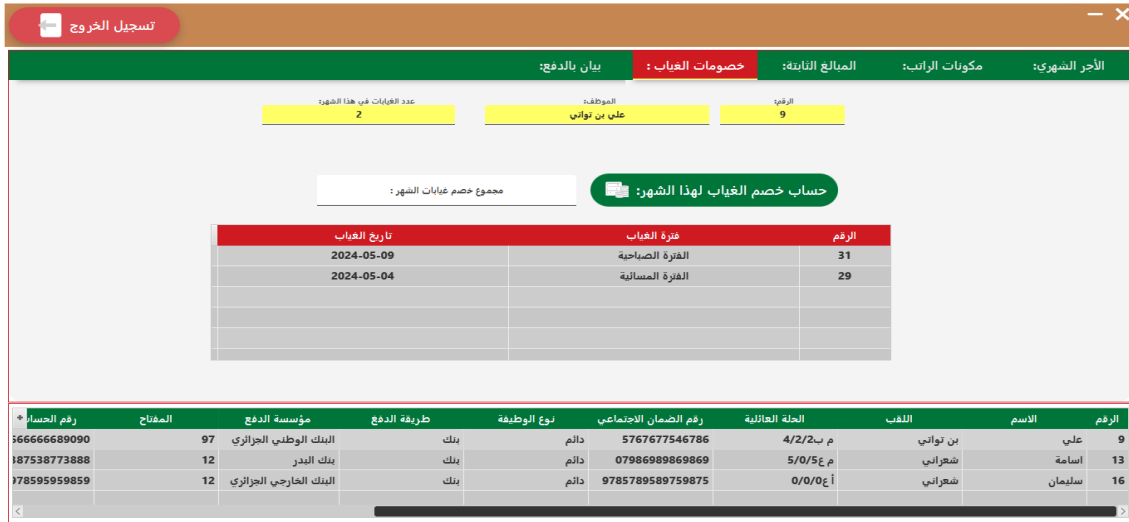 تسجيل الخروج
الأجر الشهري: مكونات الراتب: المبالغ الثابتة: خصومات الغياب : بيان بالدفع:
الرقم: الموظف: عدد الغيابات في هذا الشهر:
9 علي بن تواتي 2
حساب خصم الغياب لهذا الشهر: مجموع خصم غيابات الشهر :
الرقم فترة الغياب تاريخ الغياب
31 الفترة الصباحية 2024-05-09
29 الفترة المسائية 2024-05-04
الرقم الاسم اللقب الحلة العائلية رقم الضمان الاجتماعي نوع الوظيفة طريقة الدفع مؤسسة الدفع المفتاح رقم الحساب
9 علي بن تواتي م ب4/2/2 5767677546786 دائم بنك البنك الوطني الجزائري 97 666666689090
13 اسامة شعراني م ع5/0/5 07986989869869 دائم بنك بنك البدر 12 387538773888
16 سليمان شعراني أ ع0/0/0 9785789589759875 دائم بنك البنك الخارجي الجزائري 12 978595959859